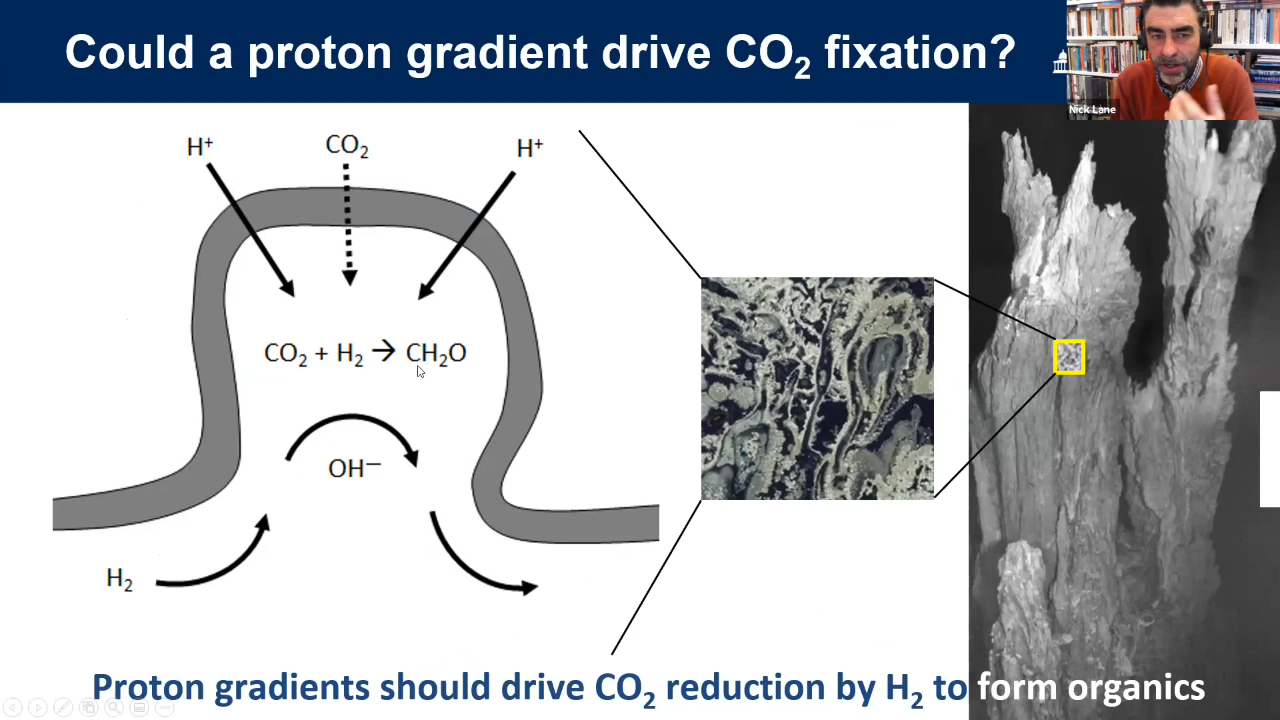 Could a proton gradient drive CO₂ fixation?
Nick Lane
H⁺
CO₂
H⁺
CO₂ + H₂ → CH₂O
OH⁻
H₂
Proton gradients should drive CO₂ reduction by H₂ to form organics